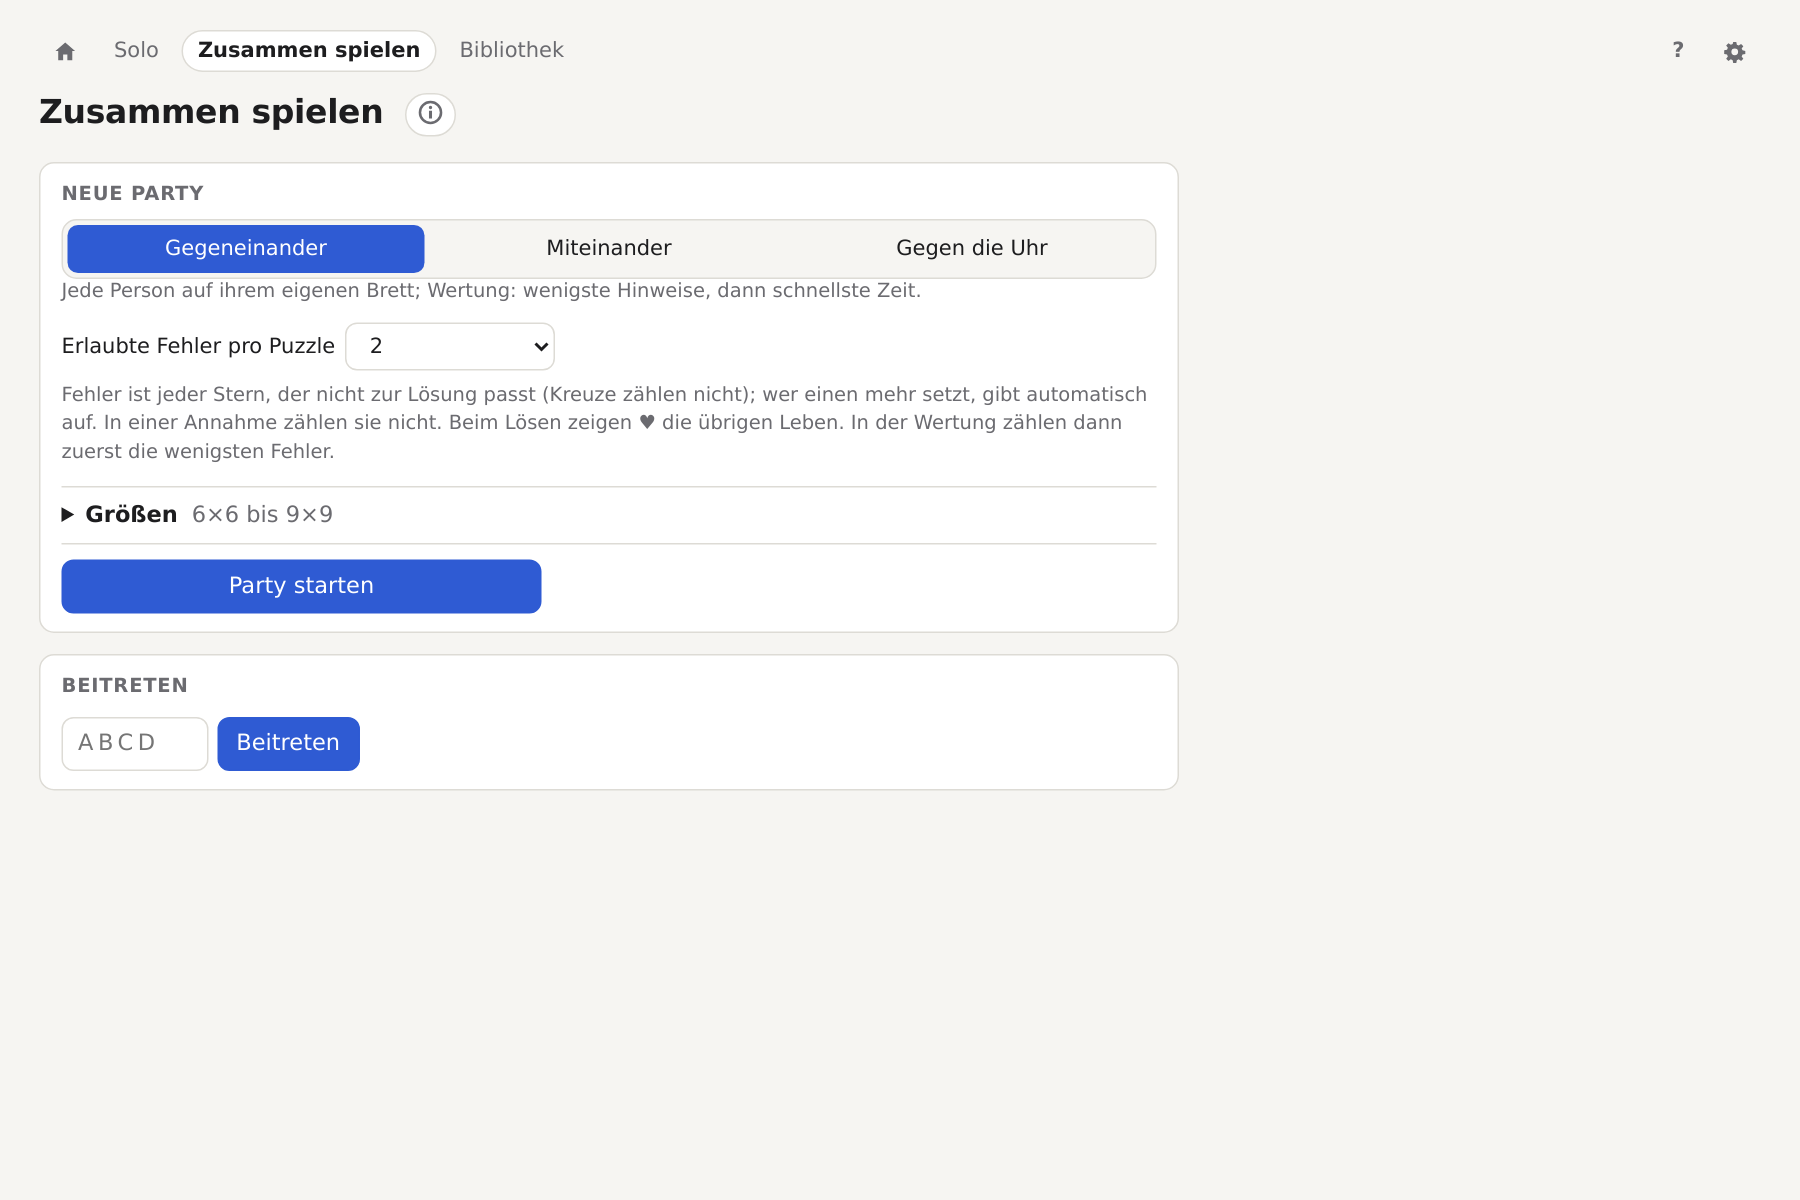 Solo
Zusammen spielen
Bibliothek
?
Zusammen spielen
NEUE PARTY
Gegeneinander
Miteinander
Gegen die Uhr
Jede Person auf ihrem eigenen Brett; Wertung: wenigste Hinweise, dann schnellste Zeit.
Erlaubte Fehler pro Puzzle
2
Fehler ist jeder Stern, der nicht zur Lösung passt (Kreuze zählen nicht); wer einen mehr setzt, gibt automatisch
auf. In einer Annahme zählen sie nicht. Beim Lösen zeigen ♥ die übrigen Leben. In der Wertung zählen dann
zuerst die wenigsten Fehler.
Größen 6×6 bis 9×9
Party starten
BEITRETEN
ABCD
Beitreten